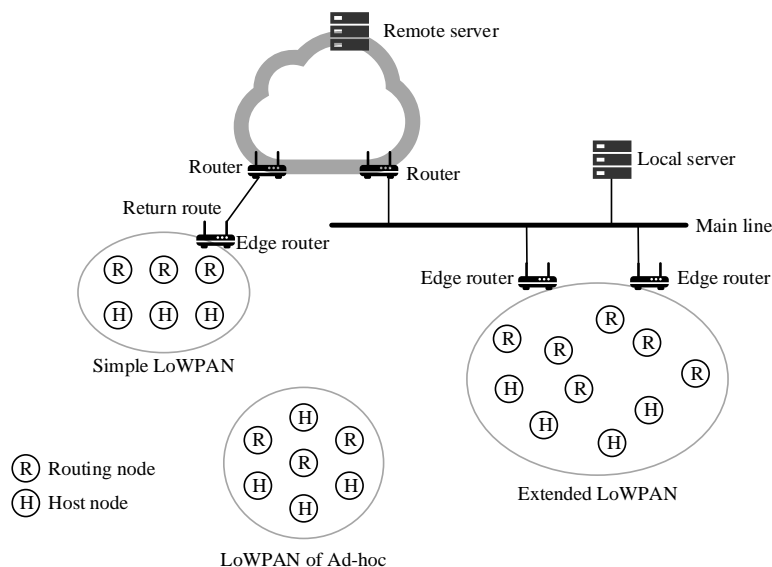 Remote server
Router
Router
Local server
Return route
Edge router
Main line
Edge router
Edge router
R R R
H H H
Simple LoWPAN
R
R
R
R
R
H
R
H
H
H
Extended LoWPAN
H
R
R
R
H
H
H
LoWPAN of Ad-hoc
R Routing node
H Host node